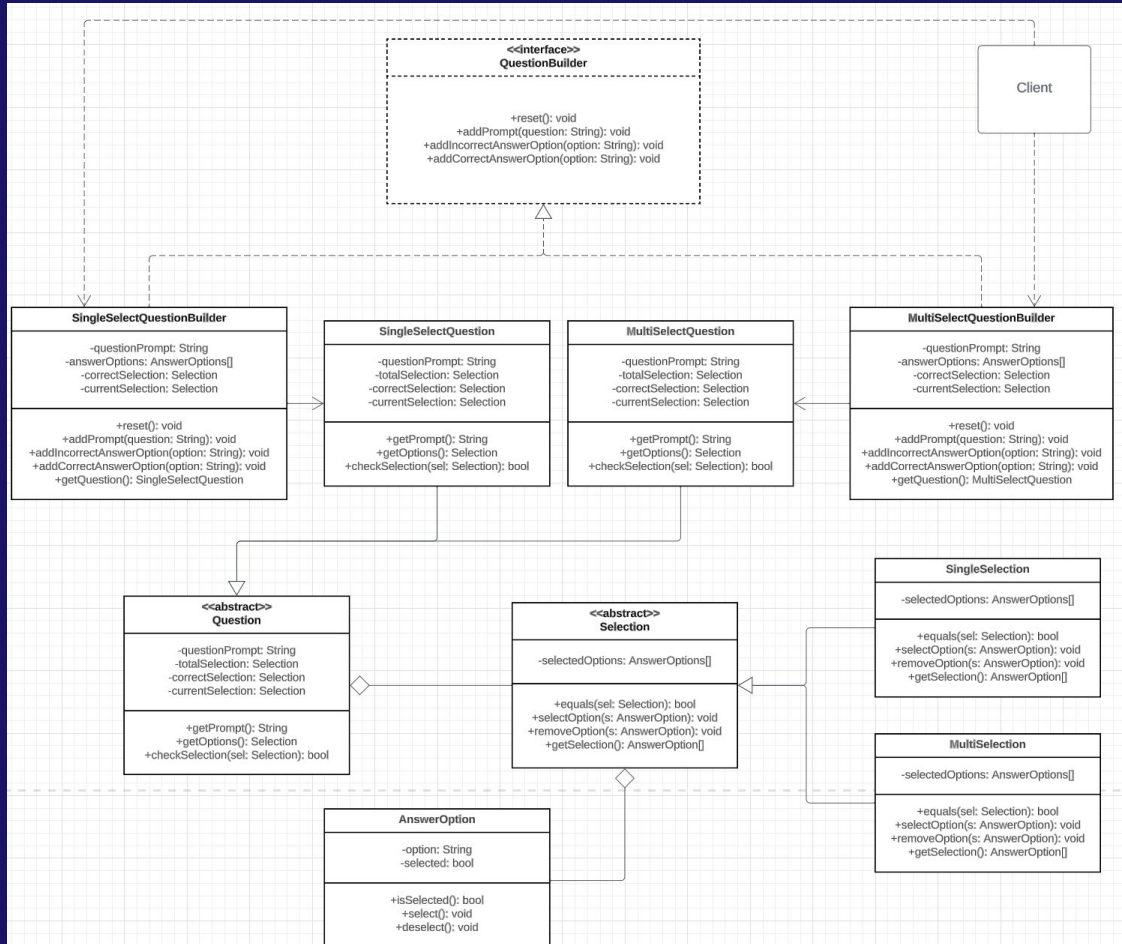 <<interface>>
QuestionBuilder
+reset(): void
+addPrompt(question: String): void
+addIncorrectAnswerOption(option: String): void
+addCorrectAnswerOption(option: String): void
Client
SingleSelectQuestionBuilder
-questionPrompt: String
-answerOptions: AnswerOptions[]
-correctSelection: Selection
-currentSelection: Selection
+reset(): void
+addPrompt(question: String): void
+addIncorrectAnswerOption(option: String): void
+addCorrectAnswerOption(option: String): void
+getQuestion(): SingleSelectQuestion
SingleSelectQuestion
-questionPrompt: String
-totalSelection: Selection
-correctSelection: Selection
-currentSelection: Selection
+getPrompt(): String
+getOptions(): Selection
+checkSelection(sel: Selection): bool
MultiSelectQuestion
-questionPrompt: String
-totalSelection: Selection
-correctSelection: Selection
-currentSelection: Selection
+getPrompt(): String
+getOptions(): Selection
+checkSelection(sel: Selection): bool
MultiSelectQuestionBuilder
-questionPrompt: String
-answerOptions: AnswerOptions[]
-correctSelection: Selection
-currentSelection: Selection
+reset(): void
+addPrompt(question: String): void
+addIncorrectAnswerOption(option: String): void
+addCorrectAnswerOption(option: String): void
+getQuestion(): MultiSelectQuestion
<<abstract>>
Question
-questionPrompt: String
-totalSelection: Selection
-correctSelection: Selection
-currentSelection: Selection
+getPrompt(): String
+getOptions(): Selection
+checkSelection(sel: Selection): bool
<<abstract>>
Selection
-selectedOptions: AnswerOptions[]
+equals(sel: Selection): bool
+selectOption(s: AnswerOption): void
+removeOption(s: AnswerOption): void
+getSelection(): AnswerOption[]
SingleSelection
-selectedOptions: AnswerOptions[]
+equals(sel: Selection): bool
+selectOption(s: AnswerOption): void
+removeOption(s: AnswerOption): void
+getSelection(): AnswerOption[]
MultiSelection
-selectedOptions: AnswerOptions[]
+equals(sel: Selection): bool
+selectOption(s: AnswerOption): void
+removeOption(s: AnswerOption): void
+getSelection(): AnswerOption[]
AnswerOption
-option: String
-selected: bool
+isSelected(): bool
+select(): void
+deselect(): void